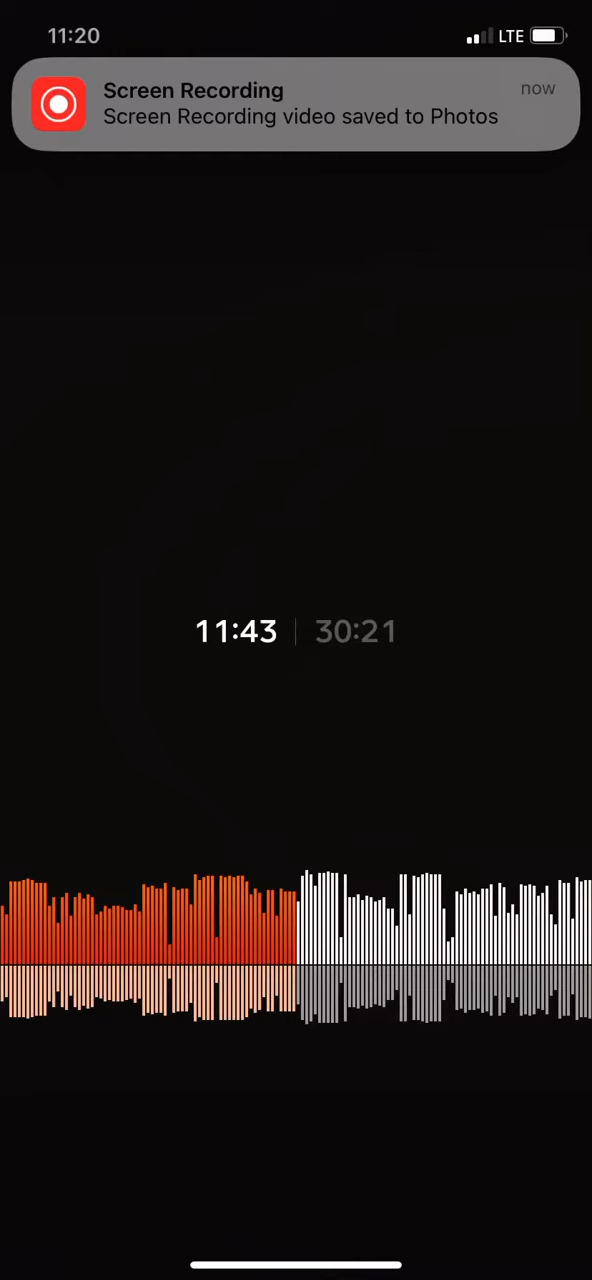 11:20
LTE
Screen Recording
now
Screen Recording video saved to Photos
11:43
30:21